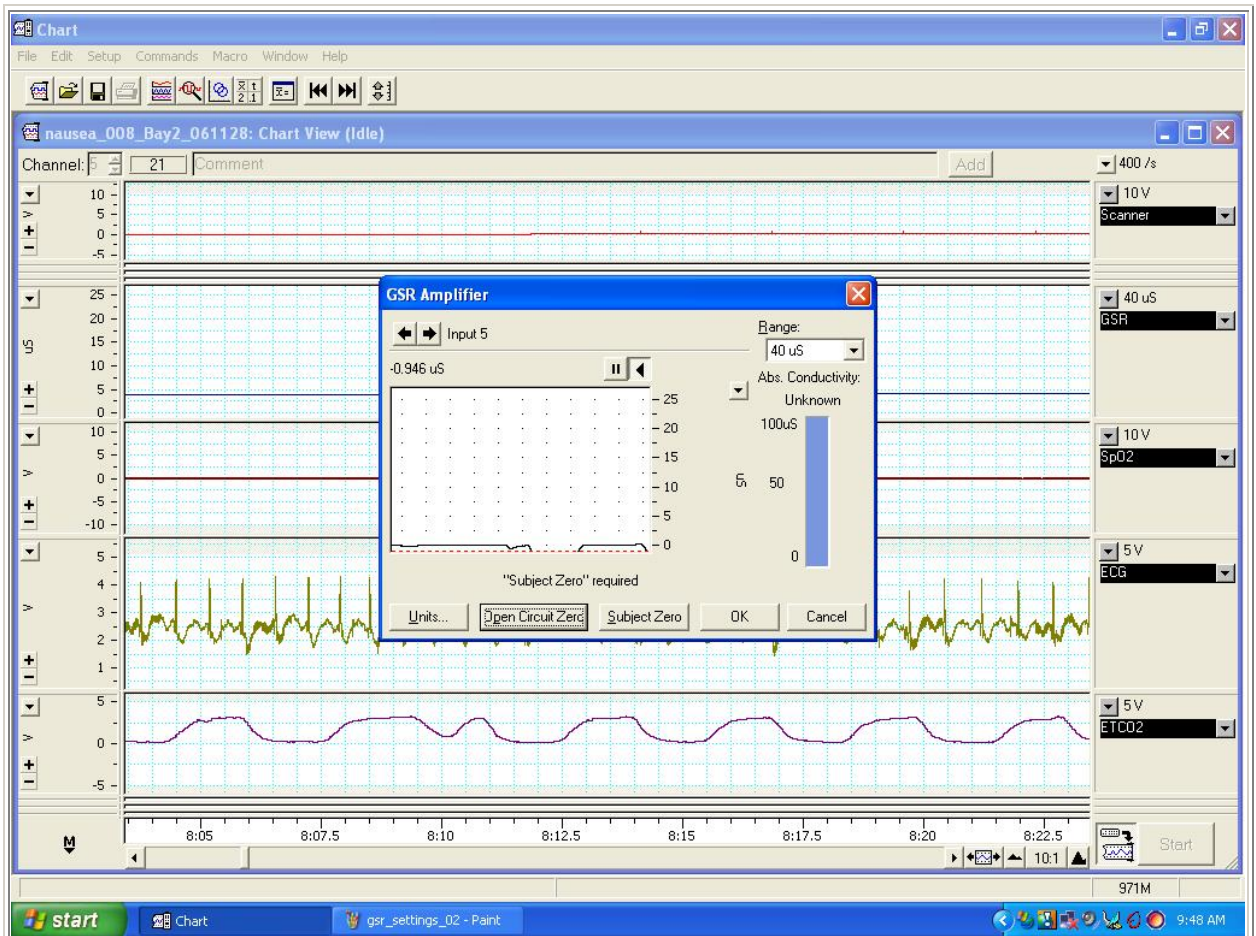 Chart
File Edit Setup Commands Macro Window Help
nausea_008_Bay2_061128: Chart View (Idle)
Channel: 5 21 Comment Add 400 /s
10
5
0
-5
V
10 V
Scanner
25
20
15
10
5
0
uS
40 uS
GSR
10
5
0
-5
-10
V
10 V
SpO2
5
4
3
2
1
V
5 V
ECG
5
0
-5
V
5 V
ETCO2
GSR Amplifier
Input 5
Range:
40 uS
-0.946 uS
Abs. Conductivity:
Unknown
25
20
15
10
5
0
uS
100uS
50
0
"Subject Zero" required
Units... Open Circuit Zero Subject Zero OK Cancel
8:05 8:07.5 8:10 8:12.5 8:15 8:17.5 8:20 8:22.5
M
10:1
Start
971M
start Chart gsr_settings_02 - Paint 9:48 AM